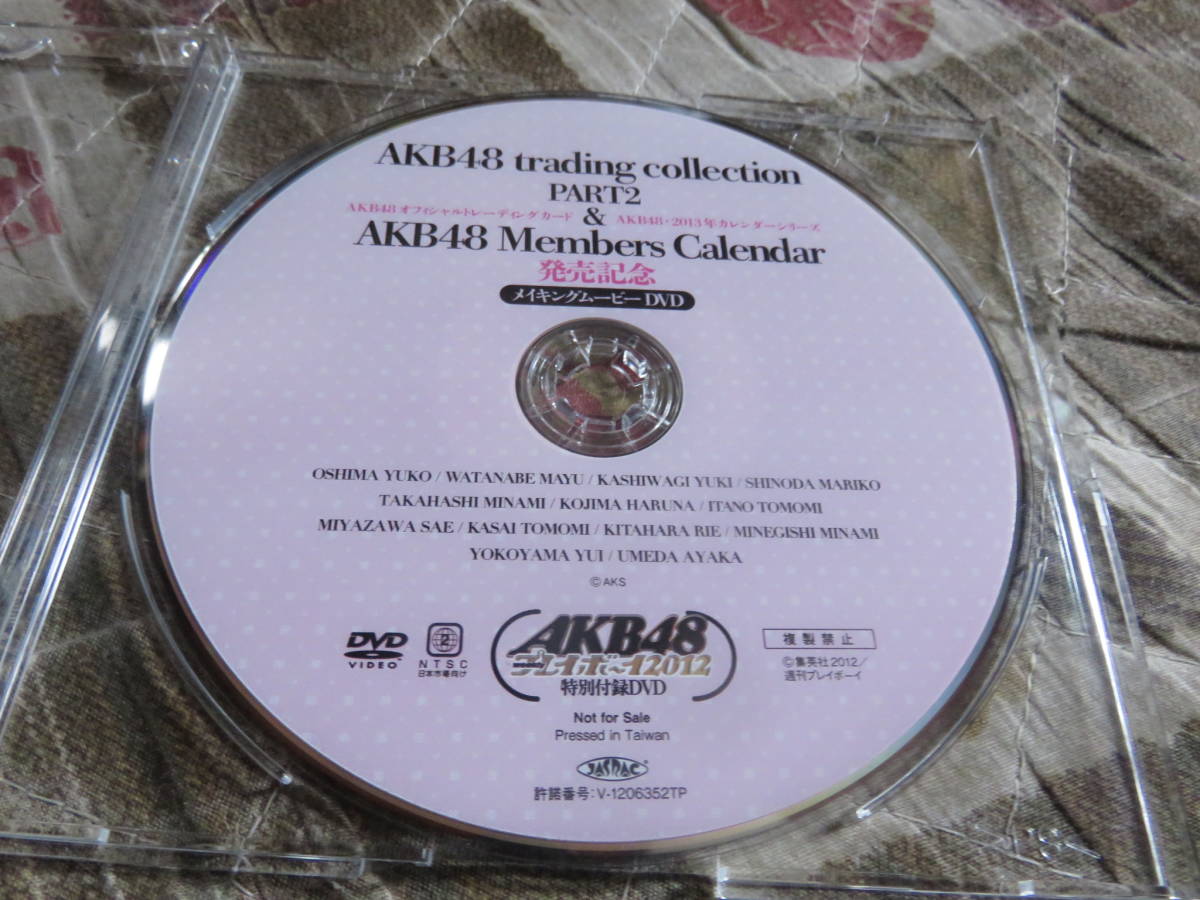 AKB48 trading collection
PART2
AKB48オフィシャルトレーディングカード & AKB48・2013年カレンダーシリーズ
AKB48 Members Calendar
発売記念
メイキングムービーDVD
OSHIMA YUKO / WATANABE MAYU / KASHIWAGI YUKI / SHINODA MARIKO
TAKAHASHI MINAMI / KOJIMA HARUNA / ITANO TOMOMI
MIYAZAWA SAE / KASAI TOMOMI / KITAHARA RIE / MINEGISHI MINAMI
YOKOYAMA YUI / UMEDA AYAKA
©AKS
DVD
VIDEO
2
NTSC
日本市場向け
AKB48
プレイボーイ2012
特別付録DVD
複製禁止
©集英社2012/
週刊プレイボーイ
Not for Sale
Pressed in Taiwan
JASRAC
許諾番号:V-1206352TP